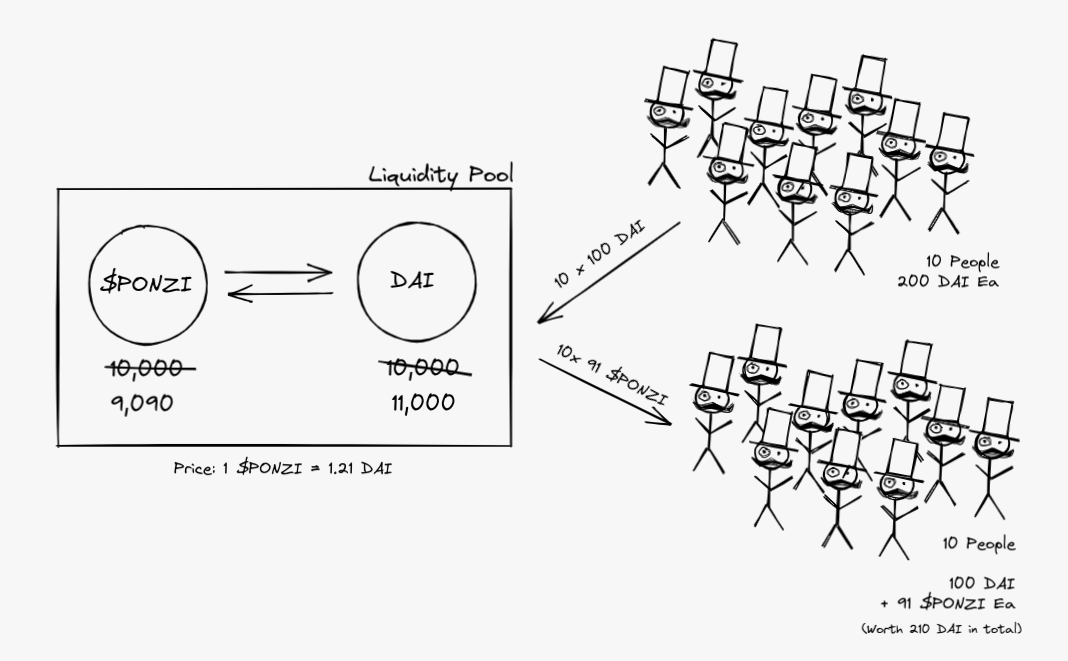 Liquidity Pool
$PONZI
DAI
10,000
10,000
9,090
11,000
Price: 1 $PONZI = 1.21 DAI
10 x 100 DAI
10x 91 $PONZI
10 People
200 DAI Ea
10 People
100 DAI
+ 91 $PONZI Ea
(Worth 210 DAI in total)